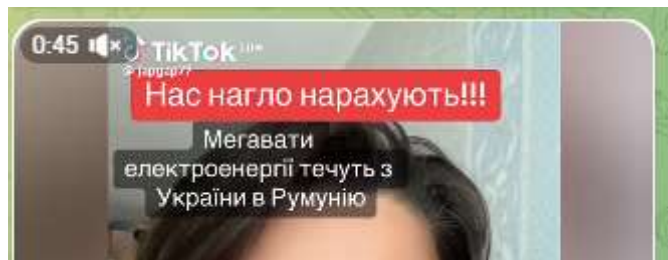 0:45
TikTok
Нас нагло нарахують!!!
Мегавати
електроенергії течуть з
України в Румунію